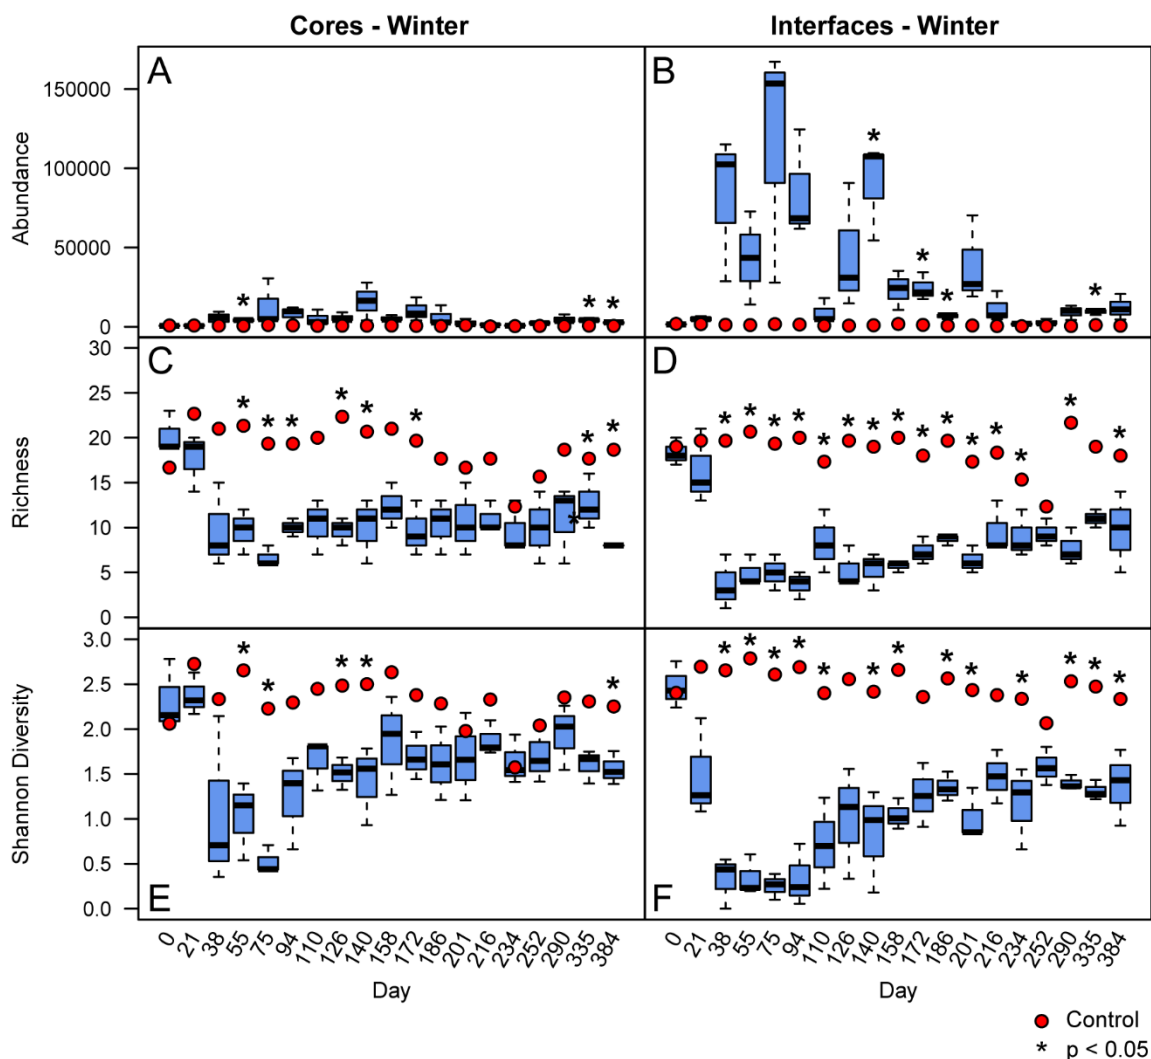 Cores - Winter
Interfaces - Winter
A
B
Abundance
150000
100000
50000
0
C
D
Richness
30
25
20
15
10
5
0
E
F
Shannon Diversity
3.0
2.5
2.0
1.5
1.0
0.5
0.0
0 21 38 55 75 94 110 126 140 158 172 186 201 216 234 252 290 335 384
0 21 38 55 75 94 110 126 140 158 172 186 201 216 234 252 290 335 384
Day
Day
Control
* p < 0.05